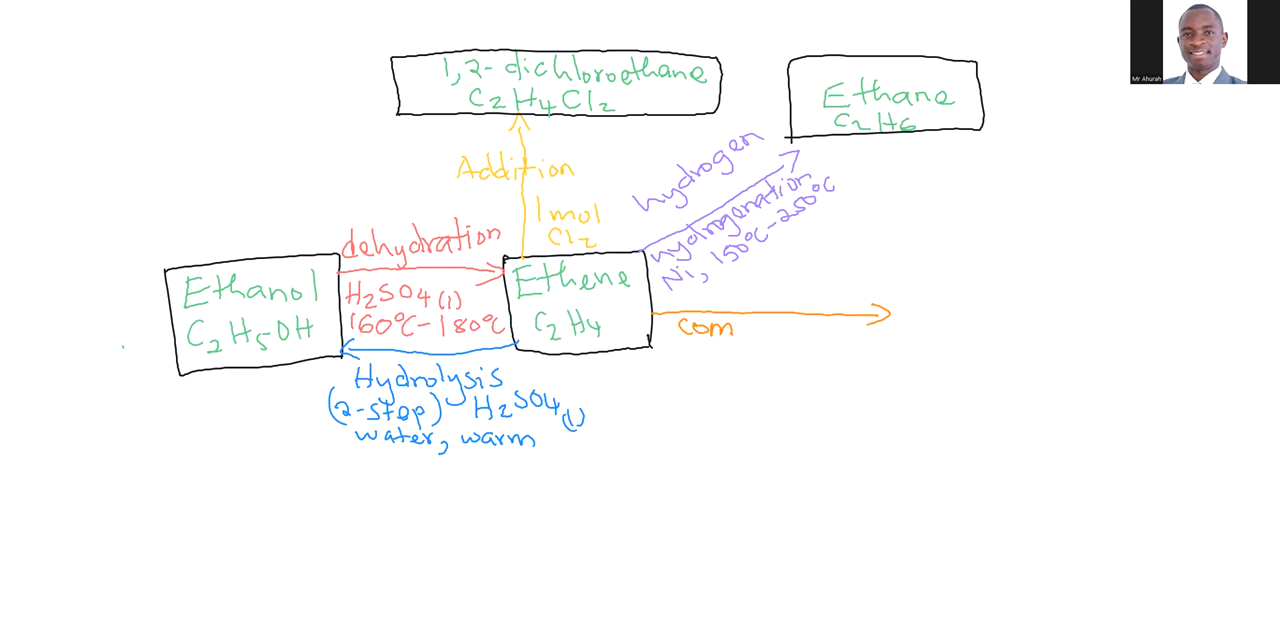 Mr Ahurah
1,2-dichloroethane
C2H4Cl2
Ethane
C2H6
Addition
1mol
Cl2
hydrogen
hydrogenation
Ni, 150°C-250°C
dehydration
H2SO4(l)
160°C-180°C
Ethanol
C2H5OH
Ethene
C2H4
com
Hydrolysis
(2-step) H2SO4(l)
water, warm